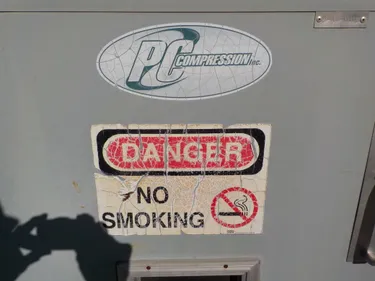 PC COMPRESSION INC.
DANGER
NO
SMOKING